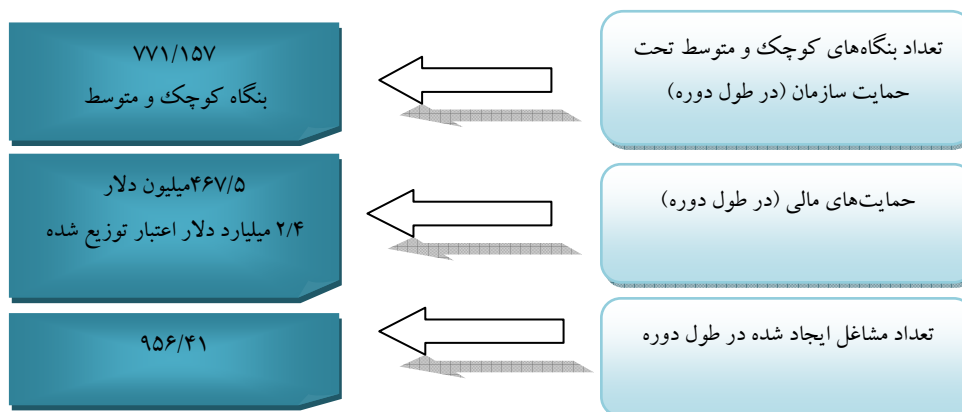 تعداد بنگاه‌های کوچک و متوسط تحت
حمایت سازمان (در طول دوره)
۷۷۱/۱۵۷
بنگاه کوچک و متوسط
حمایت‌های مالی (در طول دوره)
۴۶۷/۵میلیون دلار
۲/۴ میلیارد دلار اعتبار توزیع شده
تعداد مشاغل ایجاد شده در طول دوره
۹۵۶/۴۱